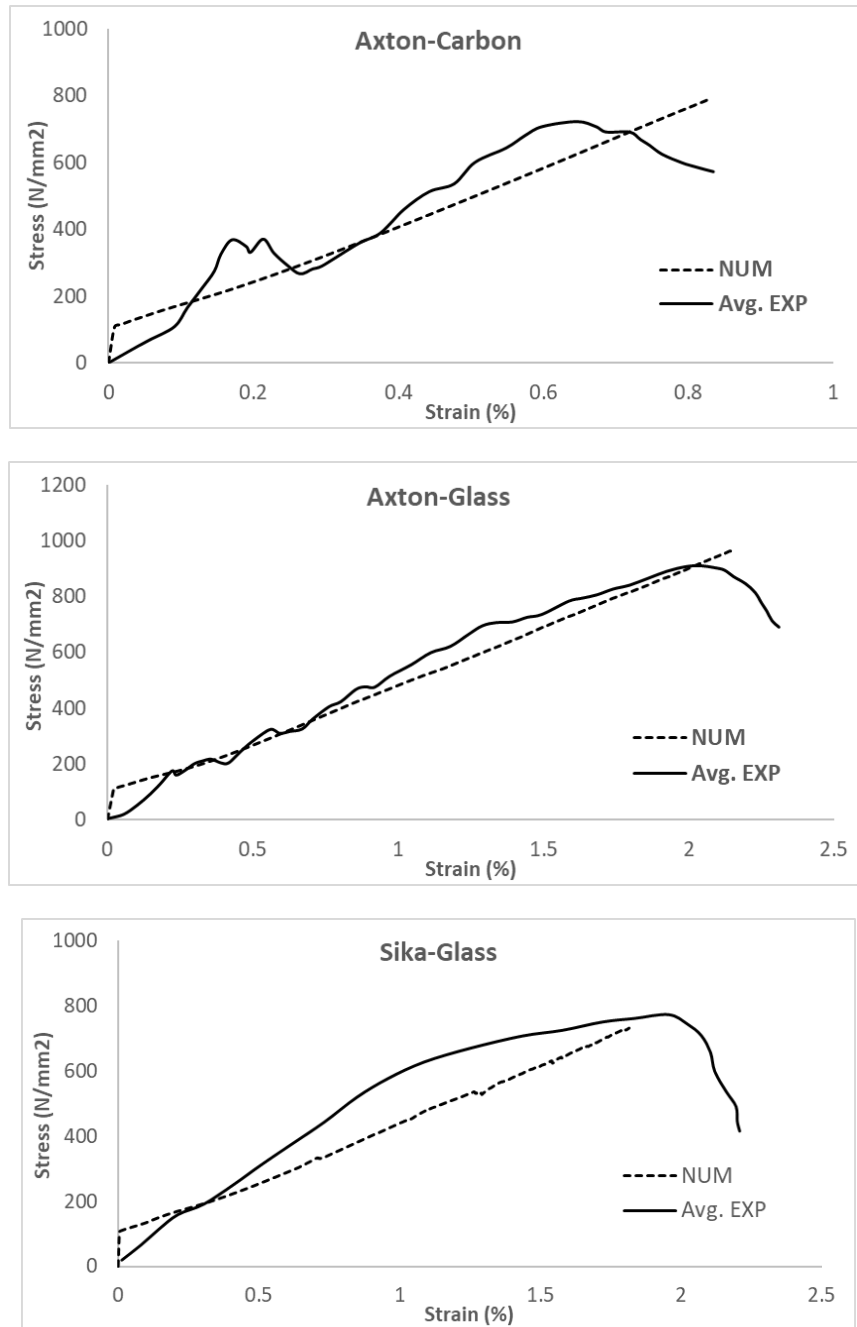 Axton-Carbon
Stress (N/mm2)
1000
800
600
400
200
0
0 0.2 0.4 0.6 0.8 1
Strain (%)
NUM
Avg. EXP
Axton-Glass
Stress (N/mm2)
1200
1000
800
600
400
200
0
0 0.5 1 1.5 2 2.5
Strain (%)
NUM
Avg. EXP
Sika-Glass
Stress (N/mm2)
1000
800
600
400
200
0
0 0.5 1 1.5 2 2.5
Strain (%)
NUM
Avg. EXP